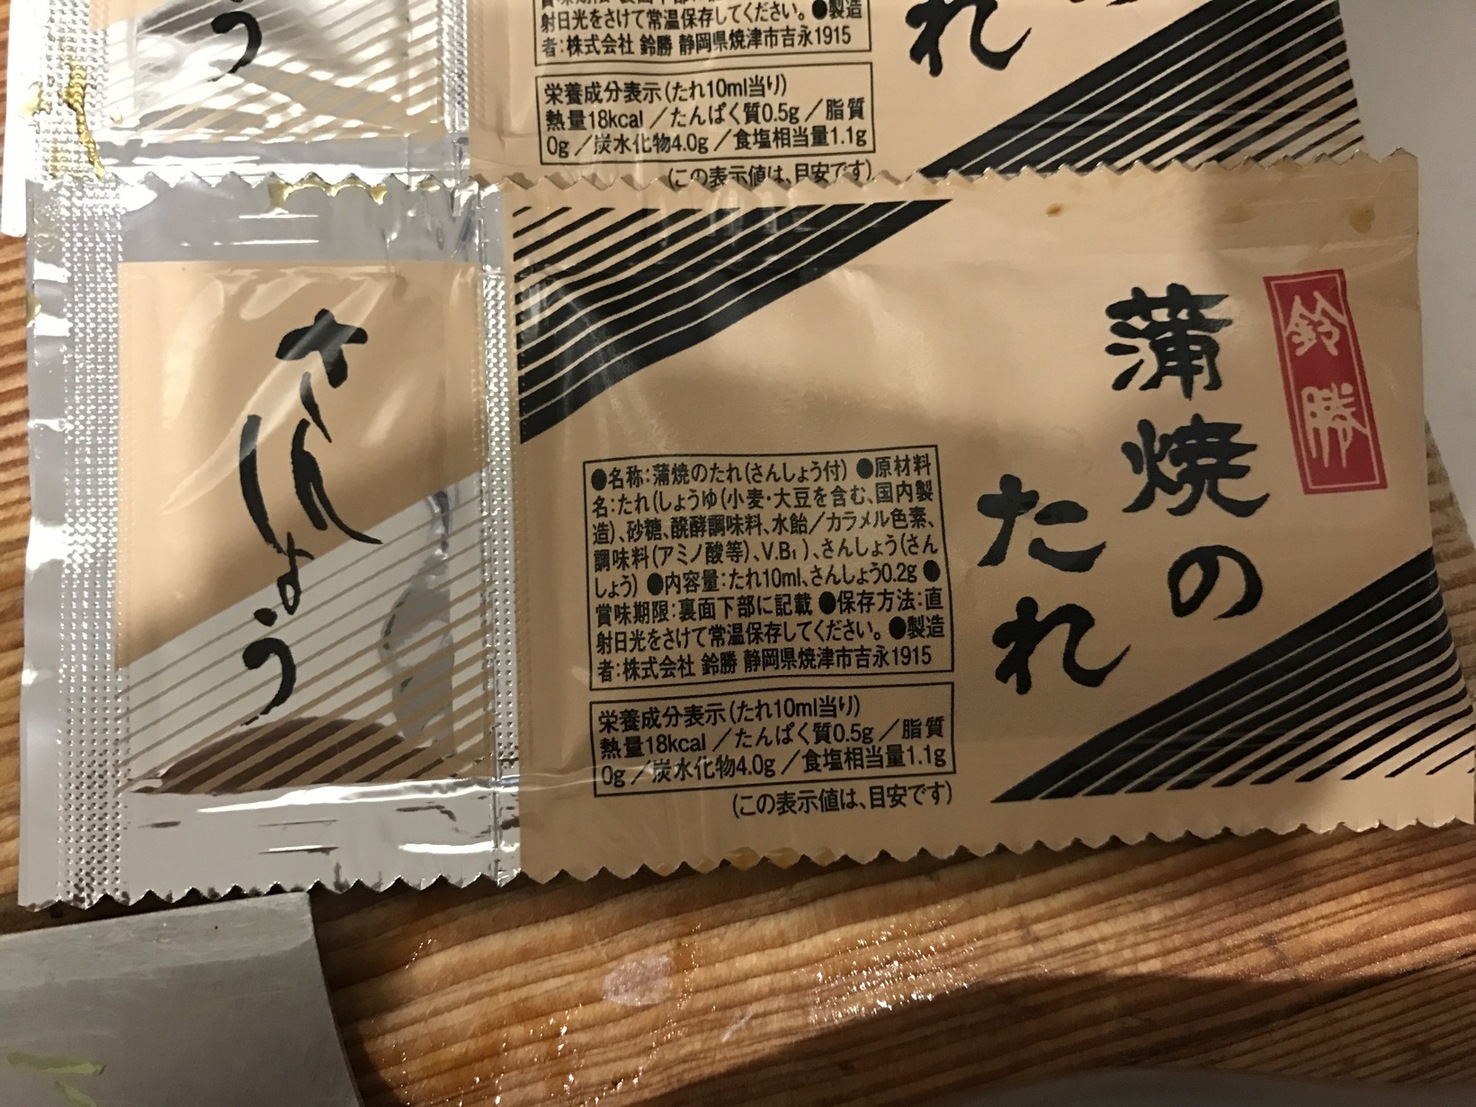 う
射日光をさけて常温保存してください。●製造
者:株式会社 鈴勝 静岡県焼津市吉永1915
栄養成分表示(たれ10ml当り)
熱量18kcal／たんぱく質0.5g／脂質
0g／炭水化物4.0g／食塩相当量1.1g
(この表示値は、目安です)
れ
さんしょう
鈴勝
蒲焼の
たれ
●名称:蒲焼のたれ(さんしょう付) ●原材料
名:たれ(しょうゆ(小麦・大豆を含む、国内製
造)、砂糖、醗酵調味料、水飴／カラメル色素、
調味料(アミノ酸等)、V.B₁)、さんしょう(さん
しょう) ●内容量:たれ10ml、さんしょう0.2g ●
賞味期限:裏面下部に記載 ●保存方法:直
射日光をさけて常温保存してください。●製造
者:株式会社 鈴勝 静岡県焼津市吉永1915
栄養成分表示(たれ10ml当り)
熱量18kcal／たんぱく質0.5g／脂質
0g／炭水化物4.0g／食塩相当量1.1g
(この表示値は、目安です)